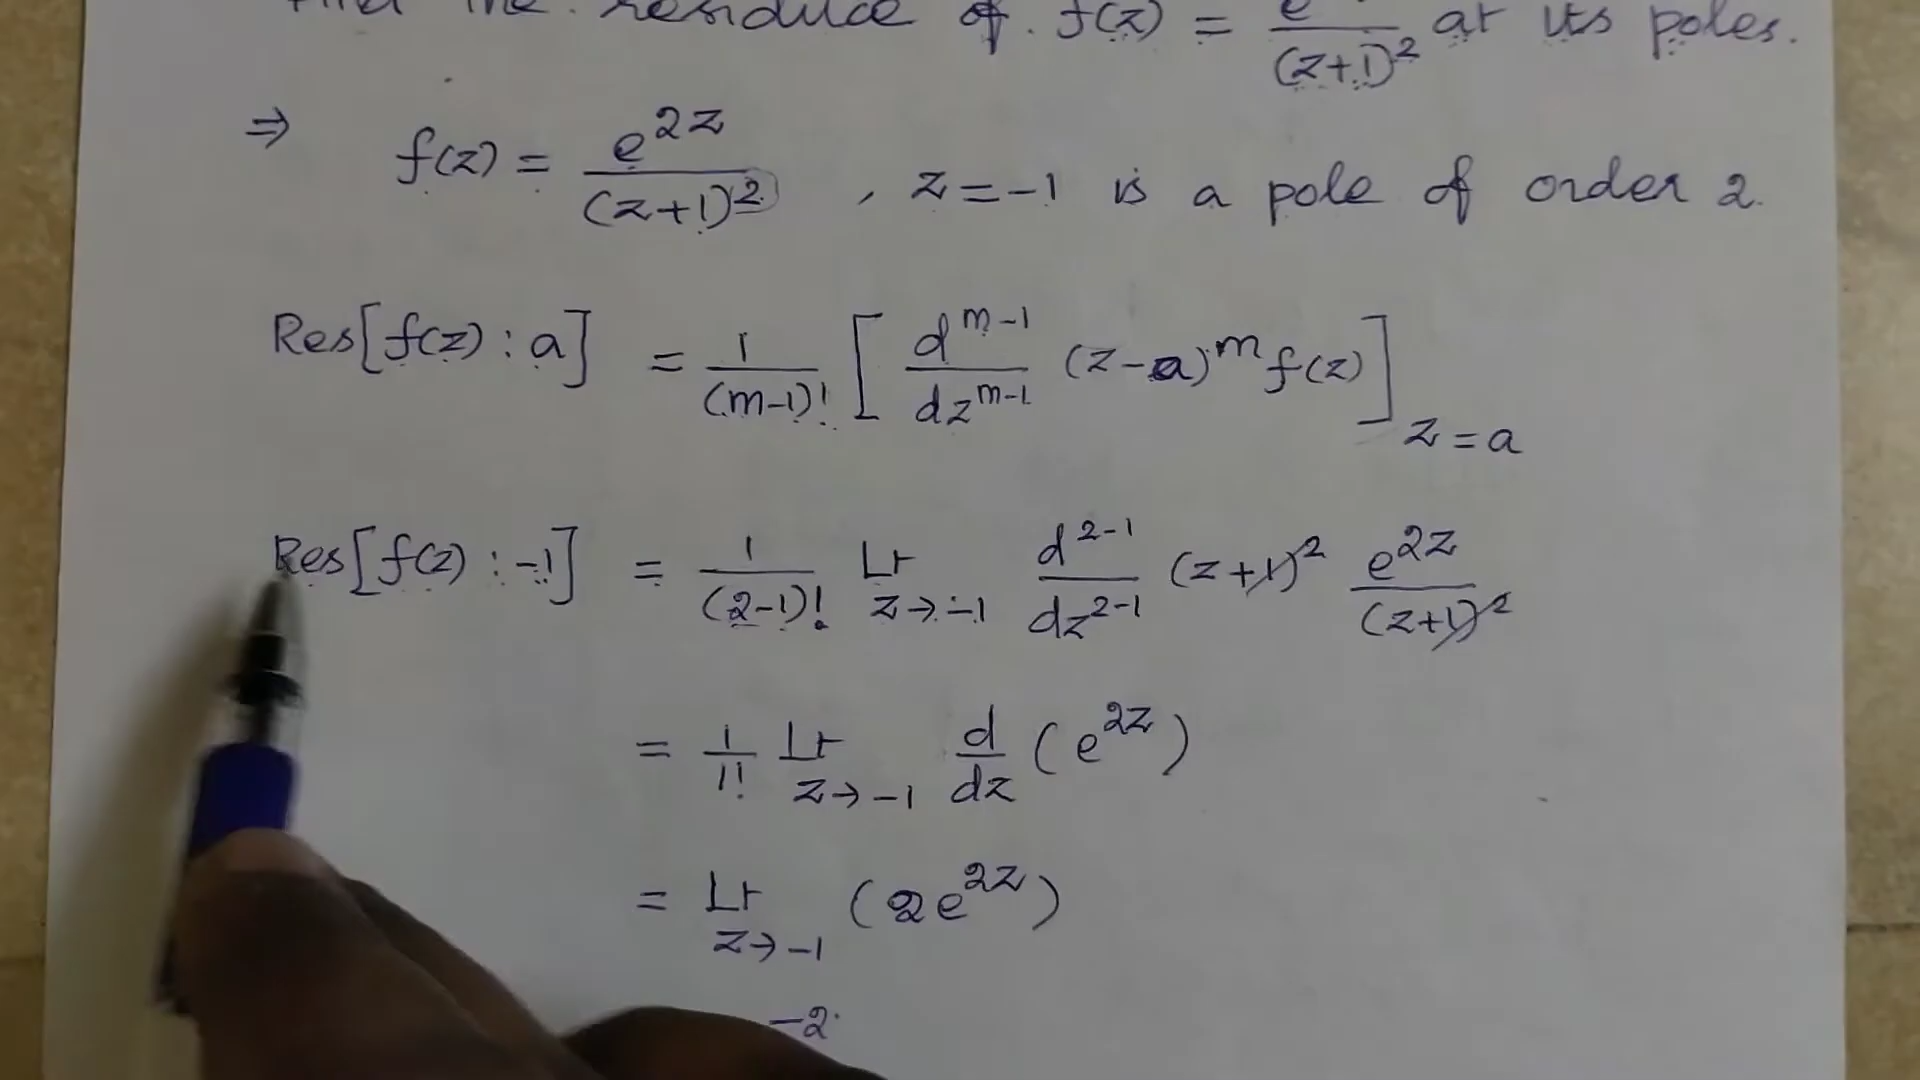 Find the residue of f(z) = e / (z+1)² at its poles.
⇒ f(z) = e^{2z} / (z+1)² , z = -1 is a pole of order 2.
Res[f(z) : a] = 1/(m-1)! [ d^{m-1}/dz^{m-1} (z-a)^m f(z) ]_{z=a}
Res[f(z) : -1] = 1/(2-1)! Lt_{z→-1} d^{2-1}/dz^{2-1} (z+1)² e^{2z}/(z+1)²
= 1/1! Lt_{z→-1} d/dz (e^{2z})
= Lt_{z→-1} (2e^{2z})
-2